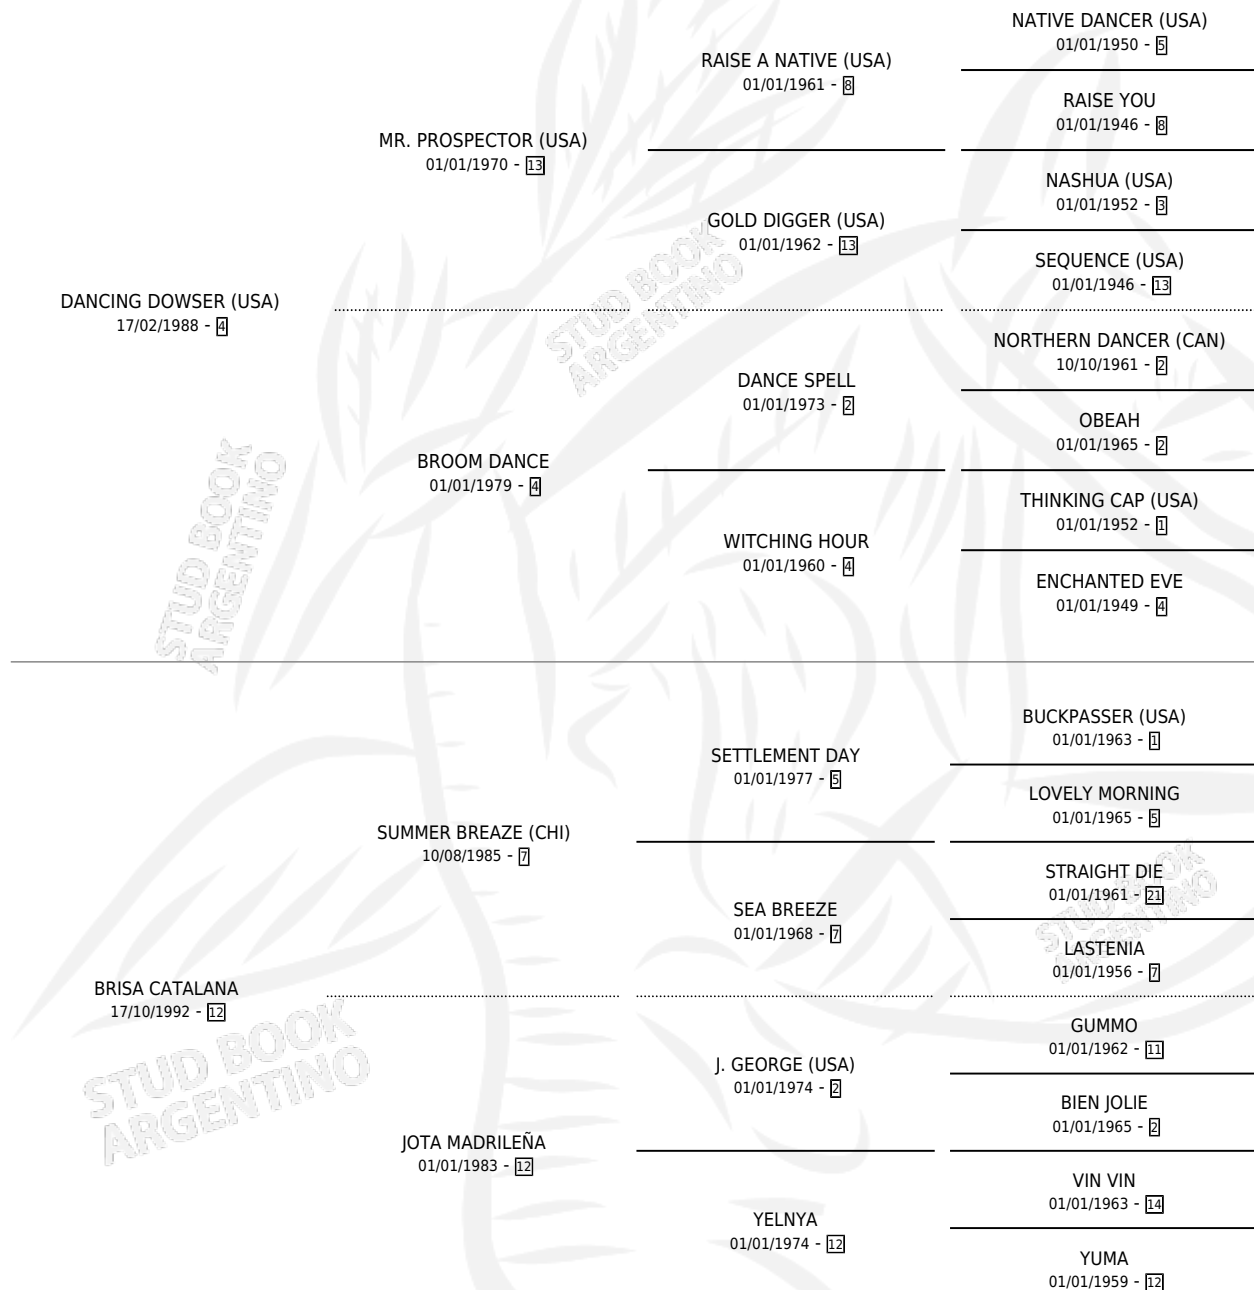 NATIVE DANCER (USA)
01/01/1950 - 5
RAISE A NATIVE (USA)
01/01/1961 - 8
RAISE YOU
01/01/1946 - 8
MR. PROSPECTOR (USA)
01/01/1970 - 13
NASHUA (USA)
01/01/1952 - 3
GOLD DIGGER (USA)
01/01/1962 - 13
SEQUENCE (USA)
01/01/1946 - 13
DANCING DOWSER (USA)
17/02/1988 - 4
NORTHERN DANCER (CAN)
10/10/1961 - 2
DANCE SPELL
01/01/1973 - 2
OBEAH
01/01/1965 - 2
BROOM DANCE
01/01/1979 - 4
THINKING CAP (USA)
01/01/1952 - 1
WITCHING HOUR
01/01/1960 - 4
ENCHANTED EVE
01/01/1949 - 4
BUCKPASSER (USA)
01/01/1963 - 1
SETTLEMENT DAY
01/01/1977 - 5
LOVELY MORNING
01/01/1965 - 5
SUMMER BREAZE (CHI)
10/08/1985 - 7
STRAIGHT DIE
01/01/1961 - 21
SEA BREEZE
01/01/1968 - 7
LASTENIA
01/01/1956 - 7
BRISA CATALANA
17/10/1992 - 12
GUMMO
01/01/1962 - 11
J. GEORGE (USA)
01/01/1974 - 2
BIEN JOLIE
01/01/1965 - 2
JOTA MADRILEÑA
01/01/1983 - 12
VIN VIN
01/01/1963 - 14
YELNYA
01/01/1974 - 12
YUMA
01/01/1959 - 12
STUD BOOK
ARGENTINO
STUD BOOK
ARGENTINO
STUD BOOK
ARGENTINO
STUD BOOK
ARGENTINO